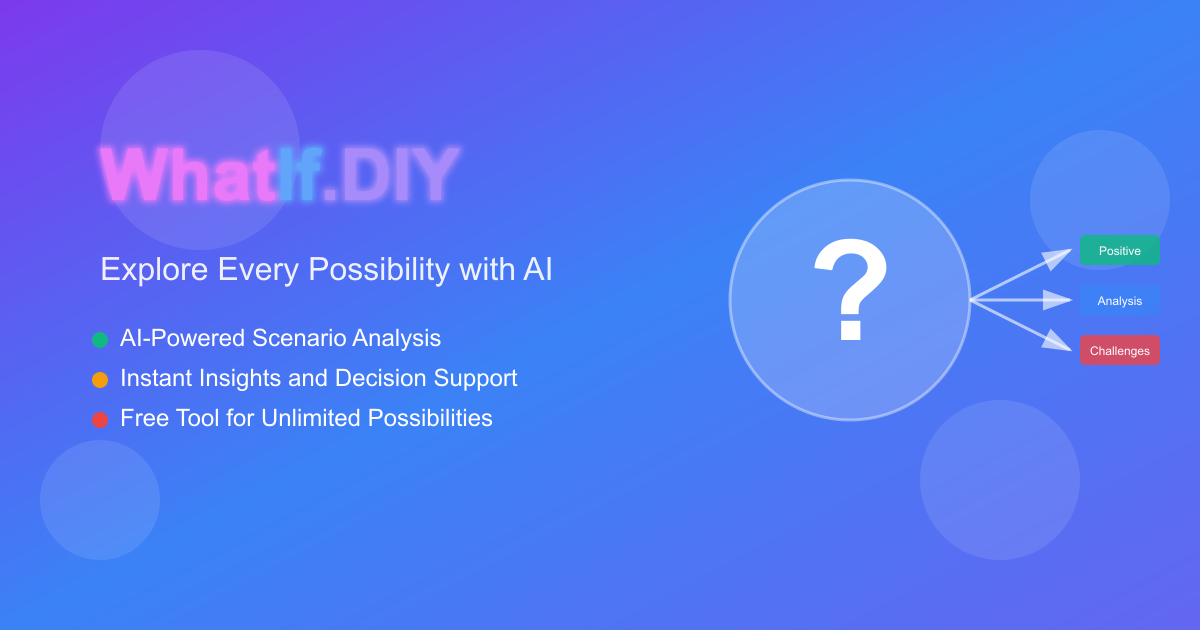 WhatIf.DIY
Explore Every Possibility with AI
AI-Powered Scenario Analysis
Instant Insights and Decision Support
Free Tool for Unlimited Possibilities
?
Positive
Analysis
Challenges